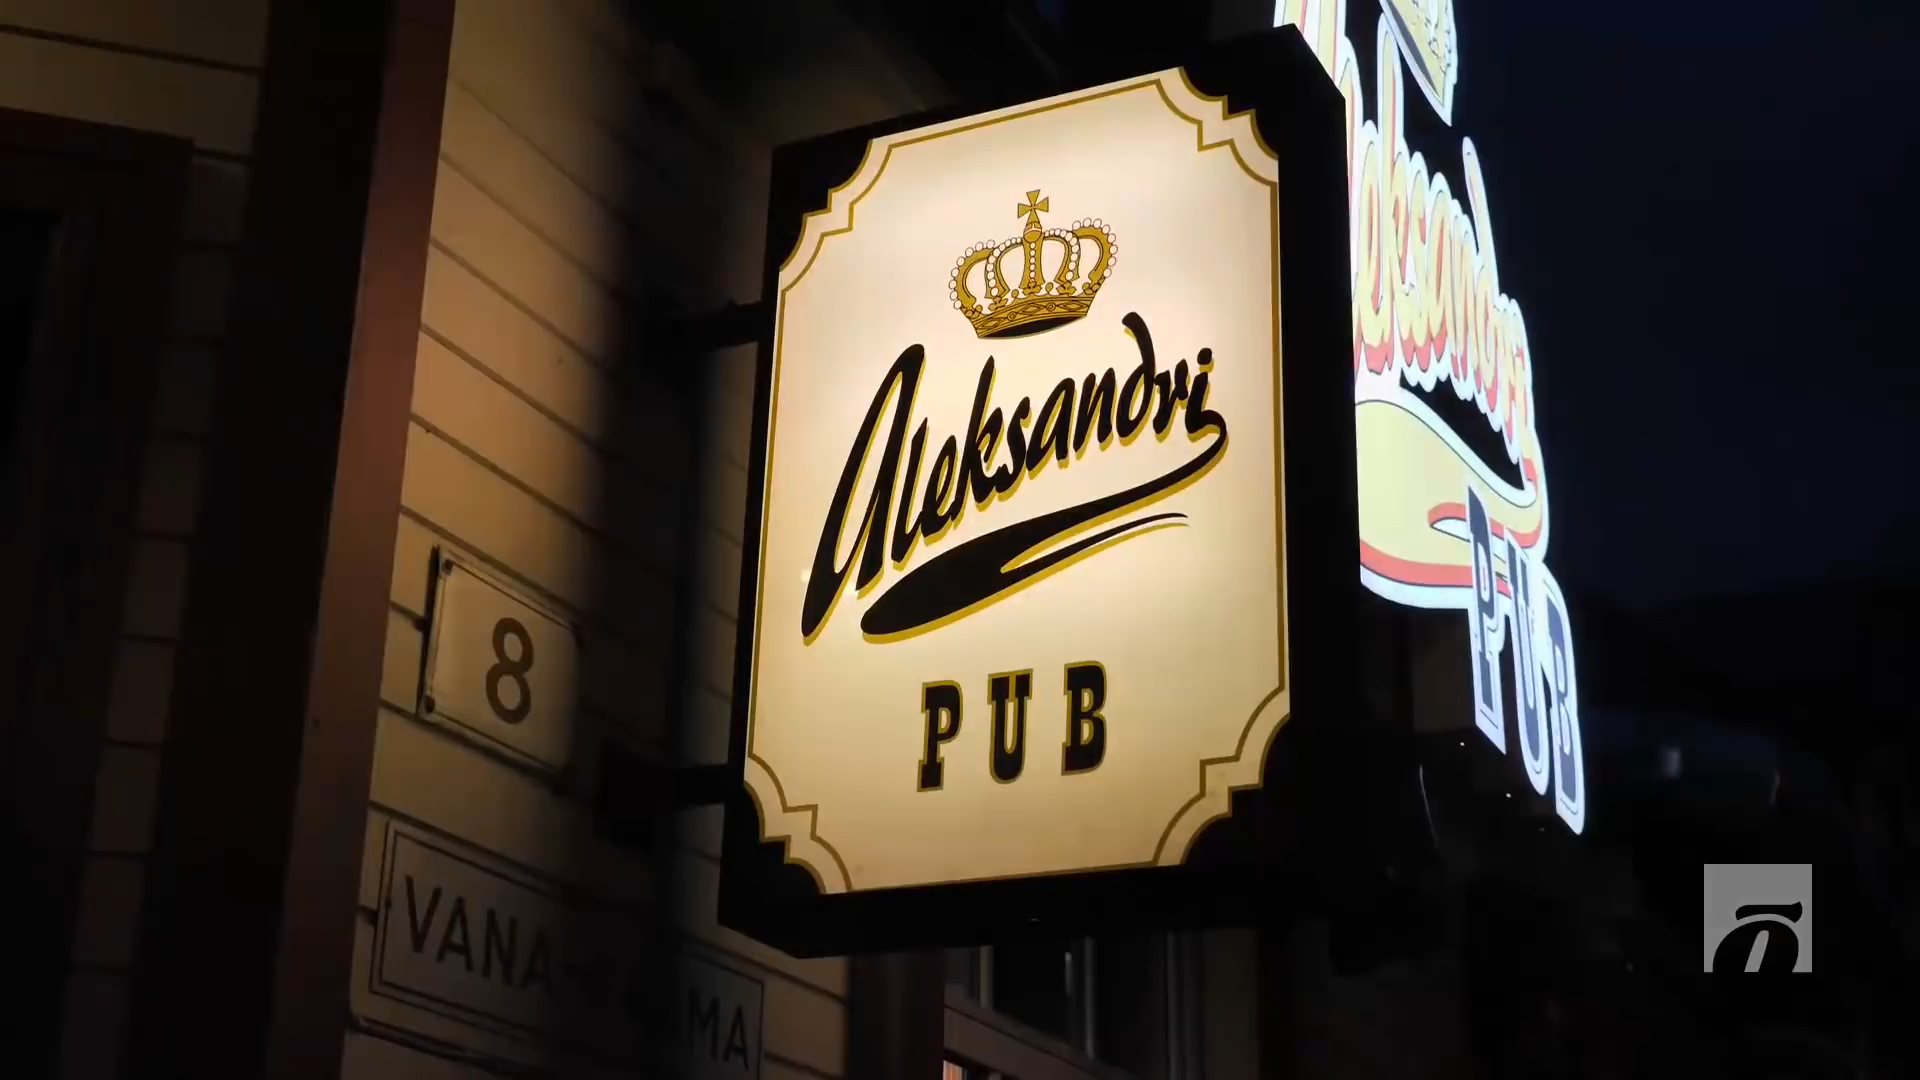 Aleksandri
PUB
Aleksandri
PUB
8
VANA-
MA
õ